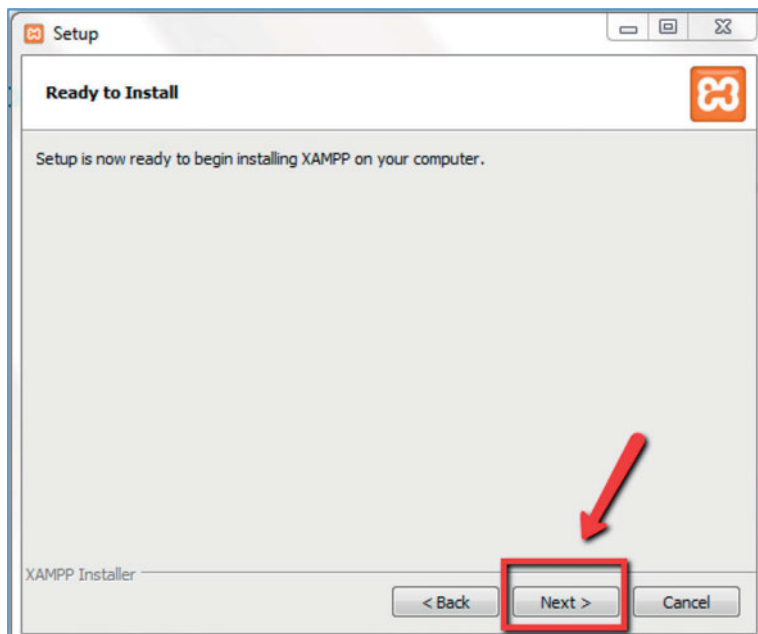 Setup
Ready to Install
Setup is now ready to begin installing XAMPP on your computer.
XAMPP Installer
< Back Next > Cancel